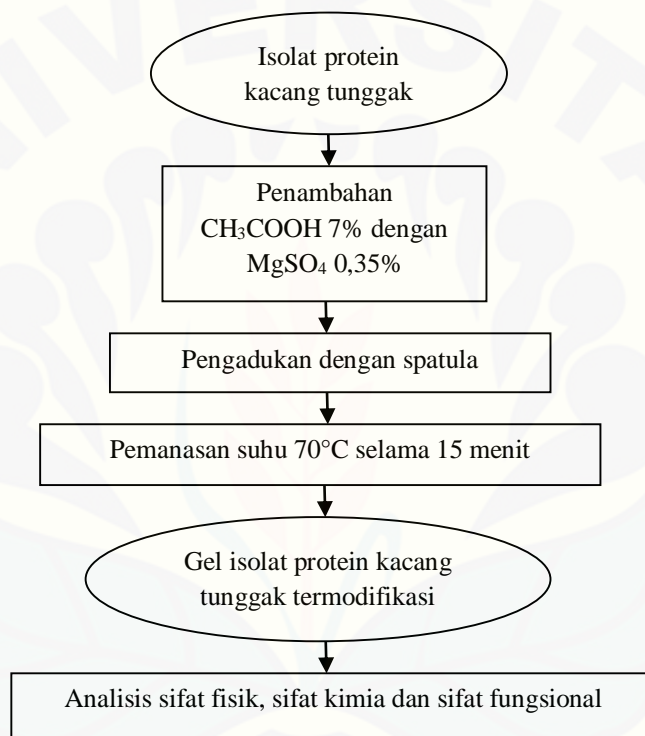 Isolat protein
kacang tunggak
Penambahan
CH₃COOH 7% dengan
MgSO₄ 0,35%
Pengadukan dengan spatula
Pemanasan suhu 70°C selama 15 menit
Gel isolat protein kacang
tunggak termodifikasi
Analisis sifat fisik, sifat kimia dan sifat fungsional